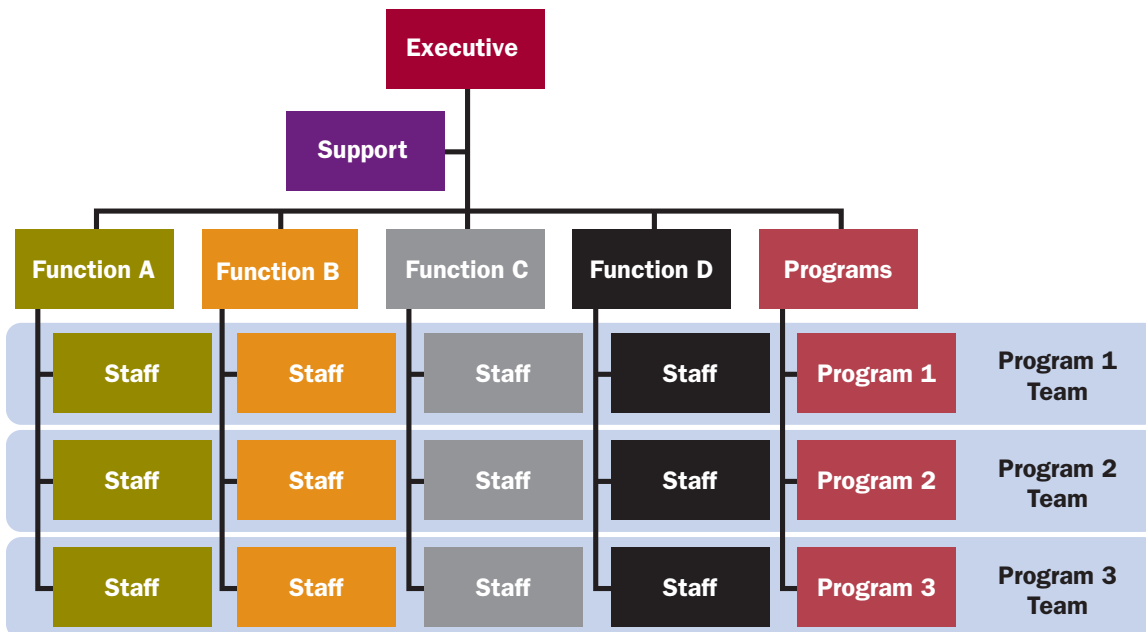 Executive
Support
Function A
Function B
Function C
Function D
Programs
Staff
Staff
Staff
Staff
Program 1
Program 1
Team
Staff
Staff
Staff
Staff
Program 2
Program 2
Team
Staff
Staff
Staff
Staff
Program 3
Program 3
Team